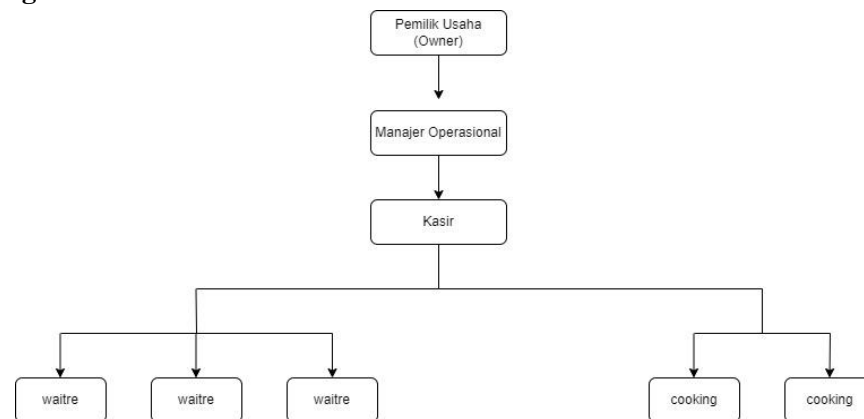 g
Pemilik Usaha
(Owner)
Manajer Operasional
Kasir
waitre
waitre
waitre
cooking
cooking